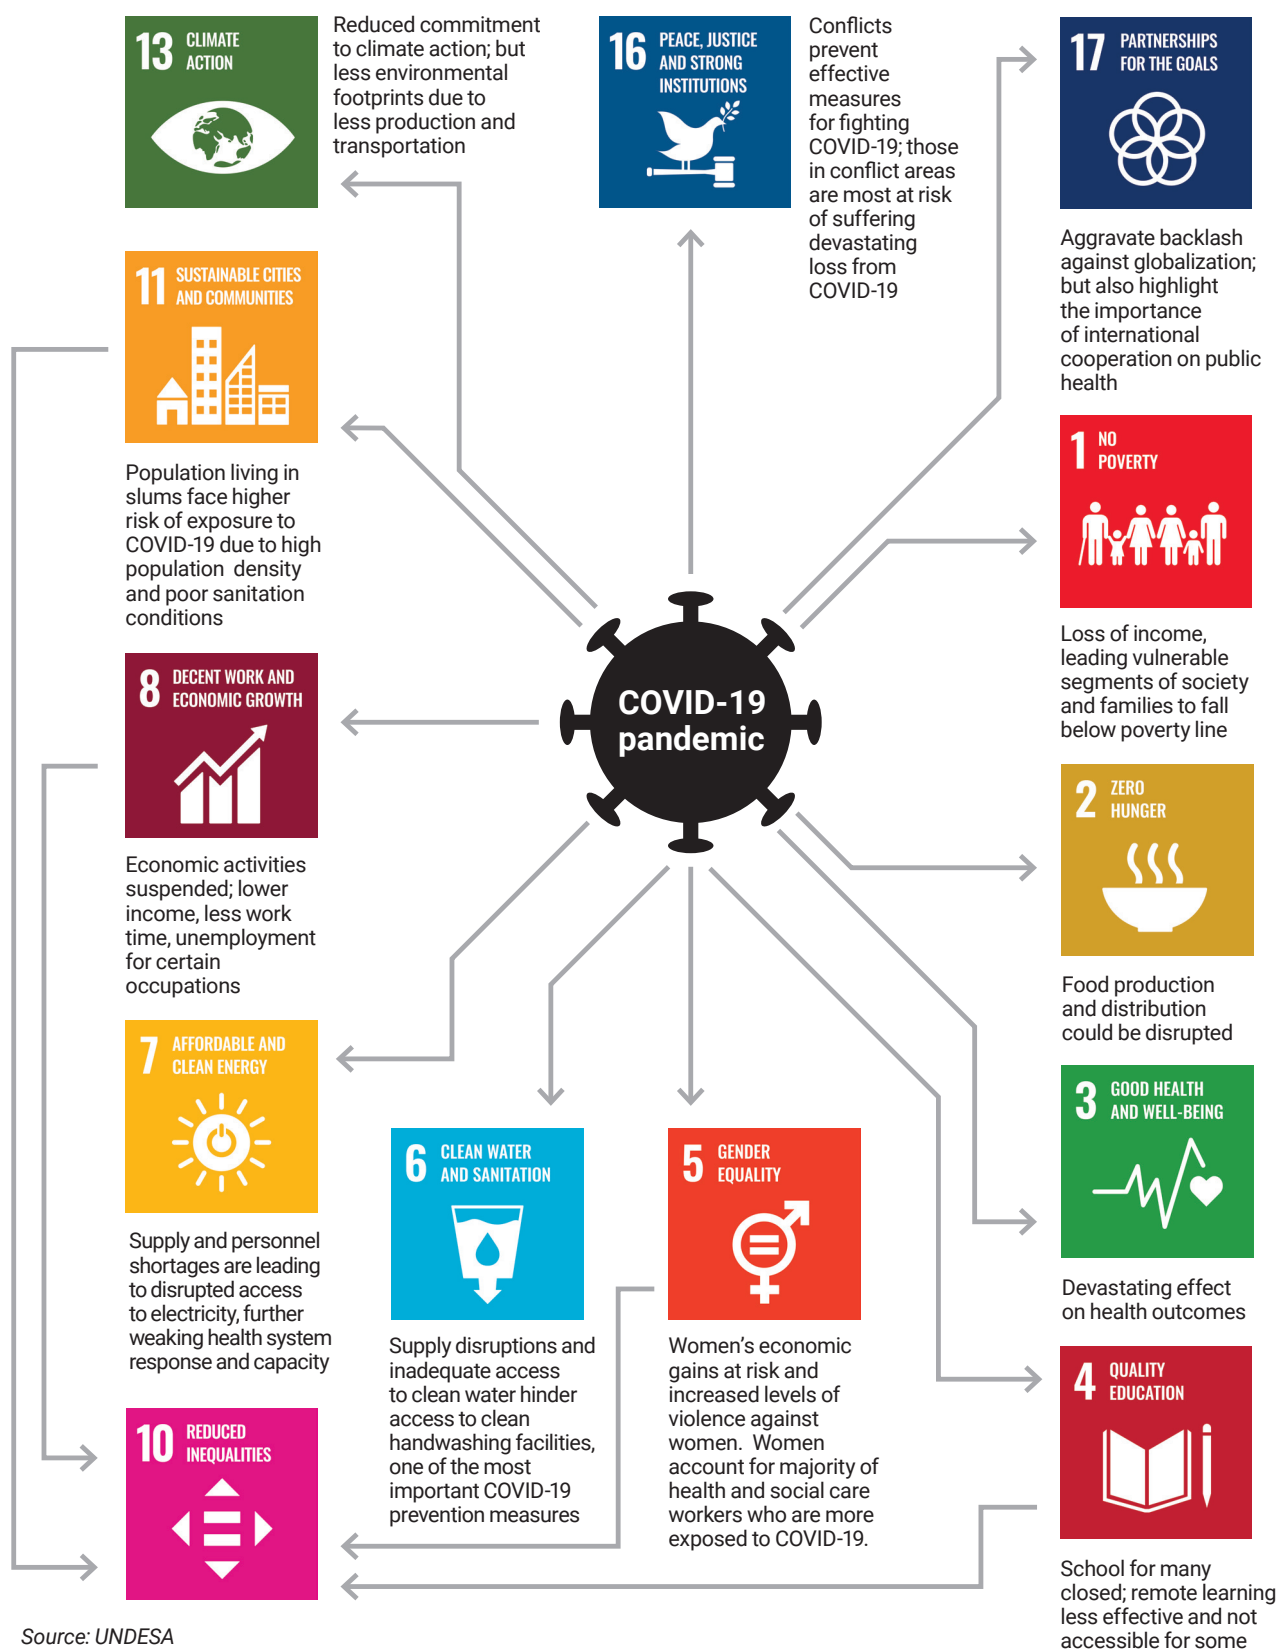 13 CLIMATE
ACTION
Reduced commitment
to climate action; but
less environmental
footprints due to
less production and
transportation
16 PEACE, JUSTICE
AND STRONG
INSTITUTIONS
Conflicts
prevent
effective
measures
for fighting
COVID-19; those
in conflict areas
are most at risk
of suffering
devastating
loss from
COVID-19
17 PARTNERSHIPS
FOR THE GOALS
Aggravate backlash
against globalization;
but also highlight
the importance
of international
cooperation on public
health
11 SUSTAINABLE CITIES
AND COMMUNITIES
Population living in
slums face higher
risk of exposure to
COVID-19 due to high
population density
and poor sanitation
conditions
1 NO
POVERTY
Loss of income,
leading vulnerable
segments of society
and families to fall
below poverty line
COVID-19
pandemic
8 DECENT WORK AND
ECONOMIC GROWTH
Economic activities
suspended; lower
income, less work
time, unemployment
for certain
occupations
2 ZERO
HUNGER
Food production
and distribution
could be disrupted
7 AFFORDABLE AND
CLEAN ENERGY
Supply and personnel
shortages are leading
to disrupted access
to electricity, further
weaking health system
response and capacity
6 CLEAN WATER
AND SANITATION
Supply disruptions and
inadequate access
to clean water hinder
access to clean
handwashing facilities,
one of the most
important COVID-19
prevention measures
5 GENDER
EQUALITY
Women's economic
gains at risk and
increased levels of
violence against
women. Women
account for majority of
health and social care
workers who are more
exposed to COVID-19.
3 GOOD HEALTH
AND WELL-BEING
Devastating effect
on health outcomes
4 QUALITY
EDUCATION
School for many
closed; remote learning
less effective and not
accessible for some
10 REDUCED
INEQUALITIES
Source: UNDESA